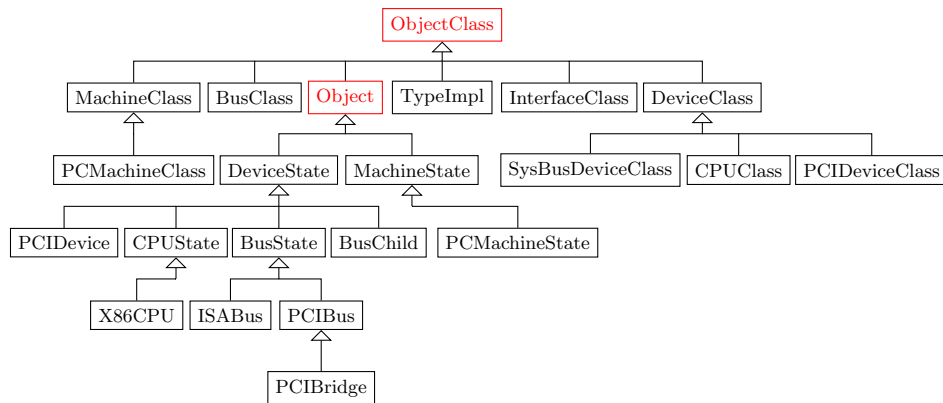 ObjectClass
MachineClass
BusClass
Object
TypeImpl
InterfaceClass
DeviceClass
PCMachineClass
DeviceState
MachineState
SysBusDeviceClass
CPUClass
PCIDeviceClass
PCIDevice
CPUState
BusState
BusChild
PCMachineState
X86CPU
ISABus
PCIBus
PCIBridge